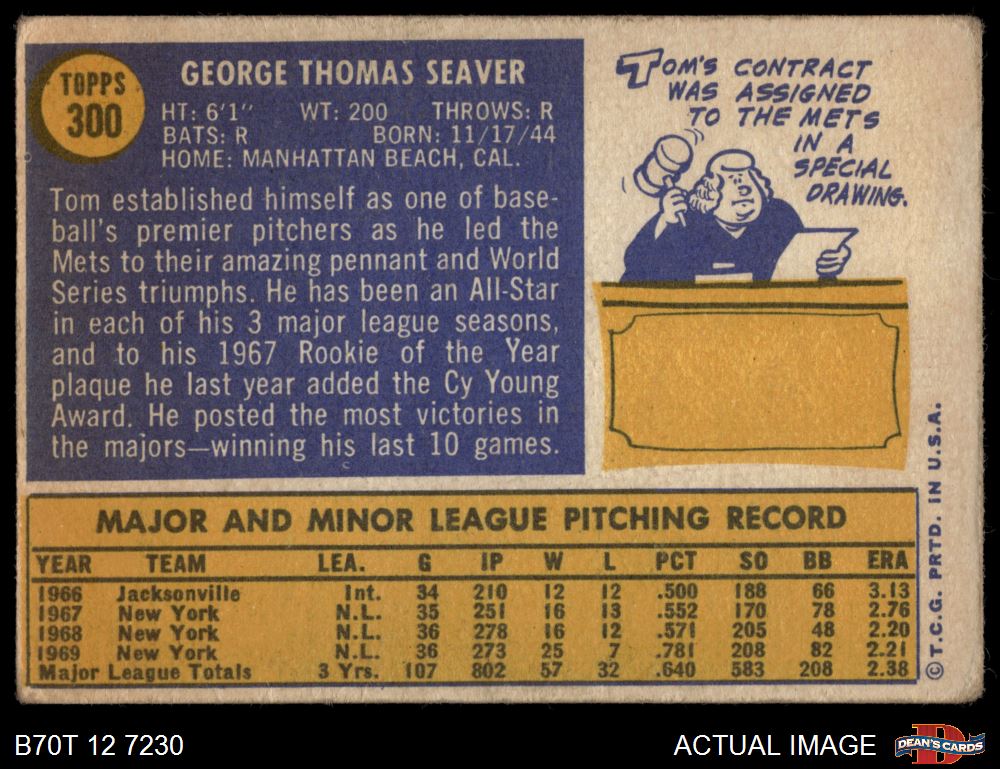 TOPPS
300
GEORGE THOMAS SEAVER
HT: 6'1" WT: 200 THROWS: R
BATS: R BORN: 11/17/44
HOME: MANHATTAN BEACH, CAL.
Tom established himself as one of base-
ball's premier pitchers as he led the
Mets to their amazing pennant and World
Series triumphs. He has been an All-Star
in each of his 3 major league seasons,
and to his 1967 Rookie of the Year
plaque he last year added the Cy Young
Award. He posted the most victories in
the majors—winning his last 10 games.
TOM'S CONTRACT
WAS ASSIGNED
TO THE METS
IN A
SPECIAL
DRAWING.
MAJOR AND MINOR LEAGUE PITCHING RECORD
YEAR TEAM LEA. G IP W L PCT SO BB ERA
1966 Jacksonville Int. 34 210 12 12 .500 188 66 3.13
1967 New York N.L. 35 251 16 13 .552 170 78 2.76
1968 New York N.L. 36 278 16 12 .571 205 48 2.20
1969 New York N.L. 36 273 25 7 .781 208 82 2.21
Major League Totals 3 Yrs. 107 802 57 32 .640 583 208 2.38
©T.C.G. PRTD. IN U.S.A.
B70T 12 7230
ACTUAL IMAGE
DEAN'S CARDS